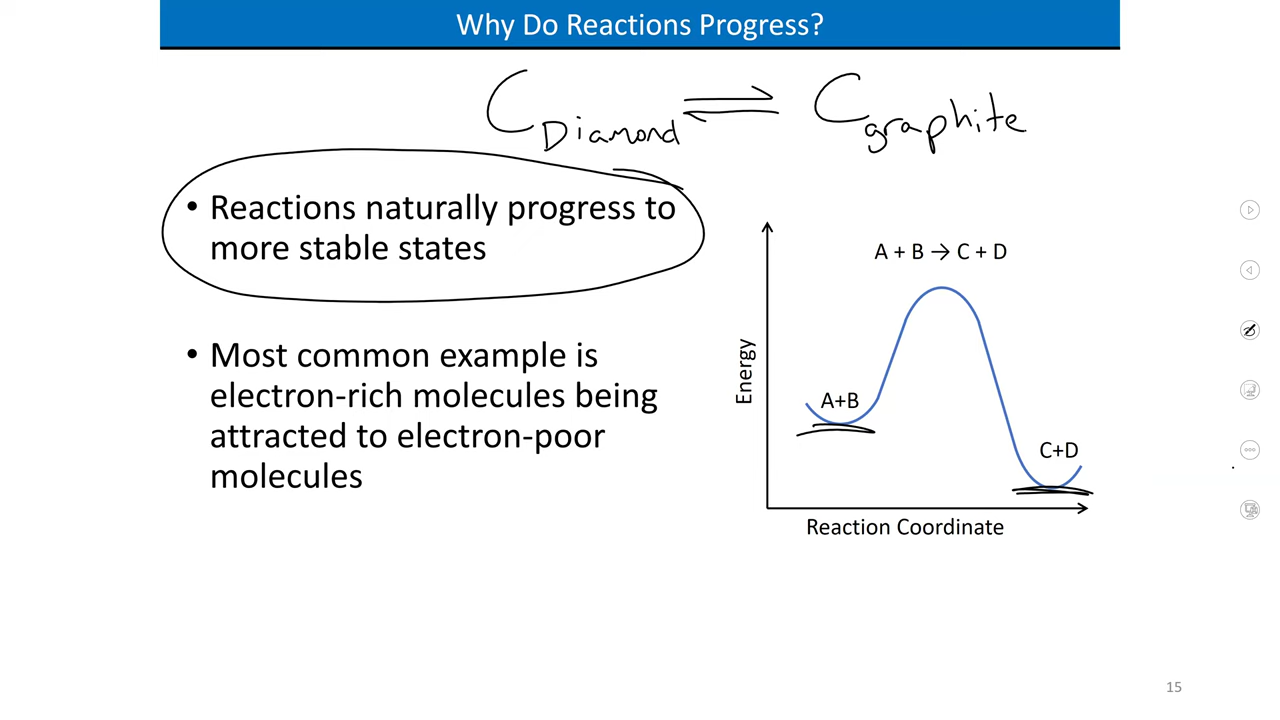 Why Do Reactions Progress?
C Diamond ⇌ C graphite
• Reactions naturally progress to
more stable states
• Most common example is
electron-rich molecules being
attracted to electron-poor
molecules
A + B → C + D
Energy
A+B
C+D
Reaction Coordinate
15